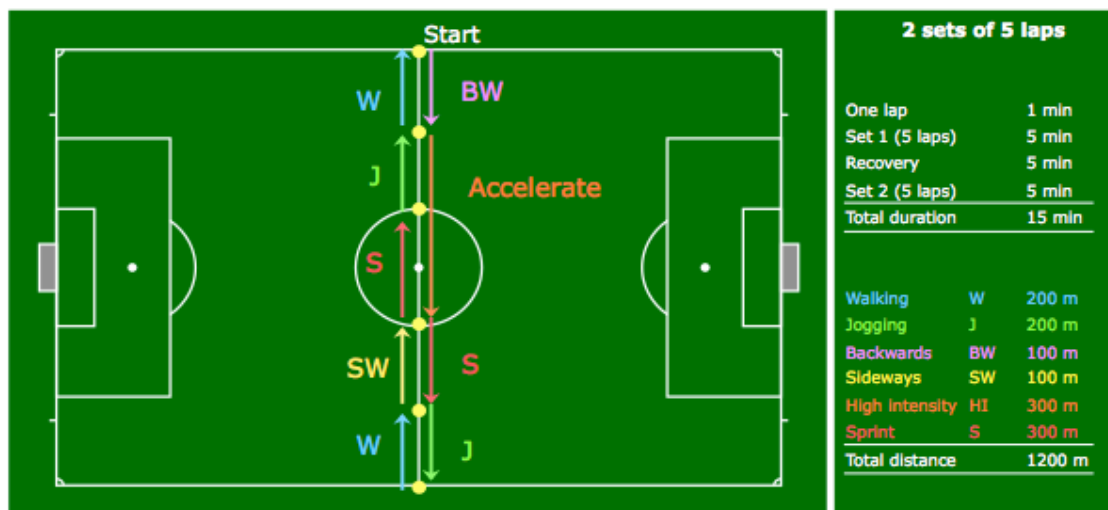 Start
W
BW
J
Accelerate
S
SW
S
W
J
2 sets of 5 laps
One lap 1 min
Set 1 (5 laps) 5 min
Recovery 5 min
Set 2 (5 laps) 5 min
Total duration 15 min
Walking W 200 m
Jogging J 200 m
Backwards BW 100 m
Sideways SW 100 m
High intensity HI 300 m
Sprint S 300 m
Total distance 1200 m